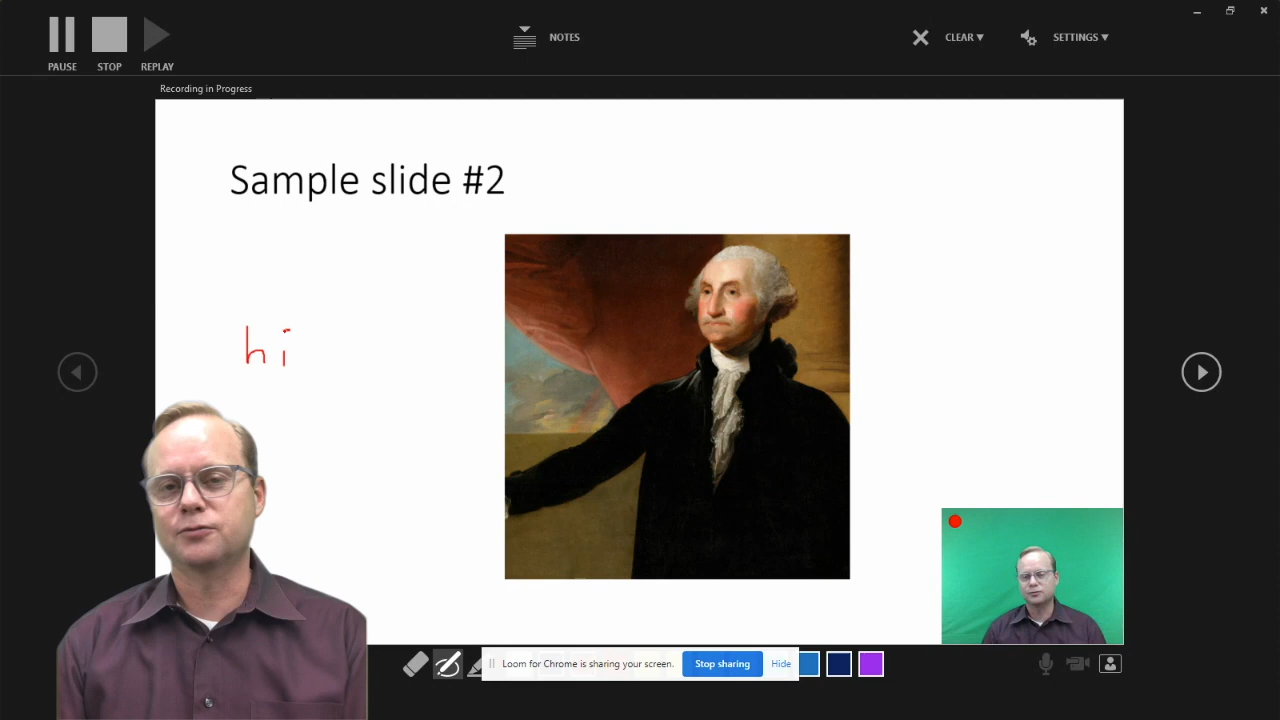 PAUSE STOP REPLAY
NOTES
CLEAR
SETTINGS
Recording in Progress
Sample slide #2
hi
Loom for Chrome is sharing your screen. Stop sharing Hide